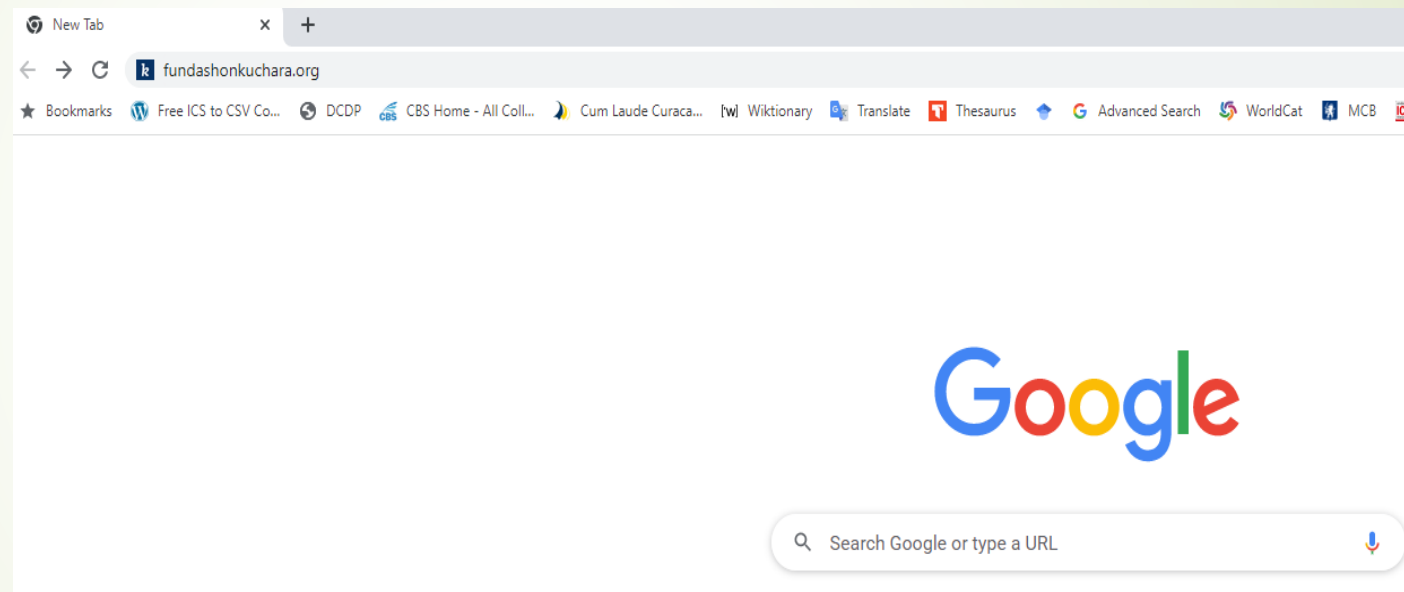 New Tab
fundashonkuchara.org
Bookmarks Free ICS to CSV Co... DCDP CBS Home - All Coll... Cum Laude Curaca... ['w] Wiktionary Translate Thesaurus Advanced Search WorldCat MCB
Google
Search Google or type a URL